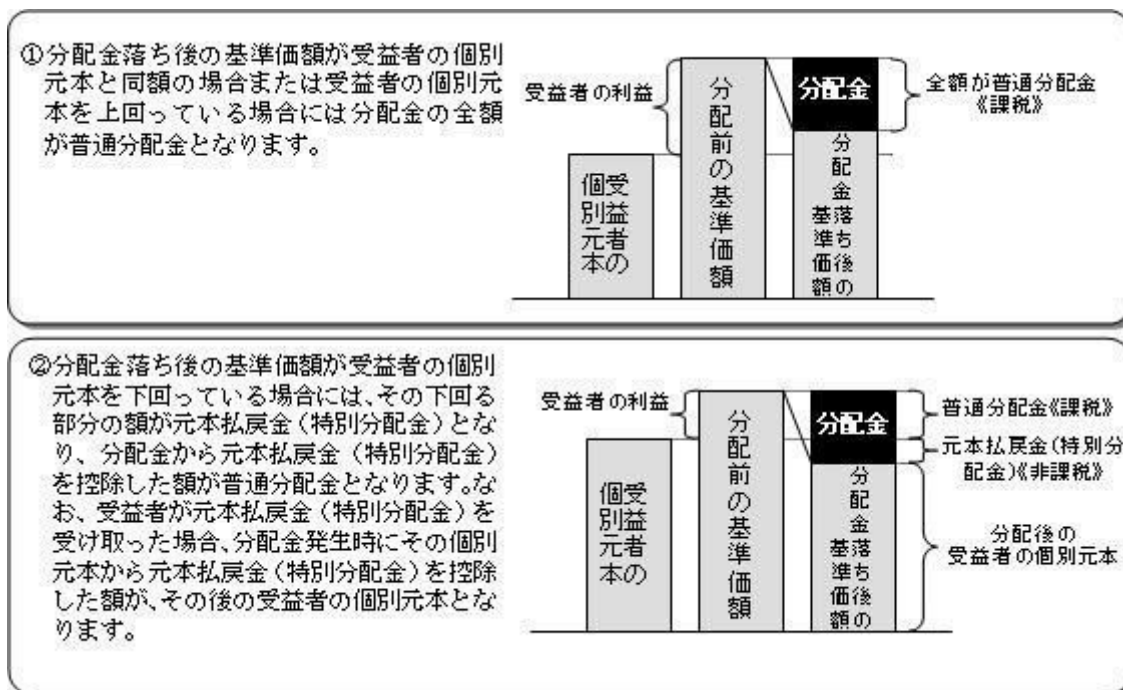 ①分配金落ち後の基準価額が受益者の個別
元本と同額の場合または受益者の個別元
本を上回っている場合には分配金の全額
が普通分配金となります。
受益者の利益
受益者の
個別元本
分配前の基準価額
分配金
分配金落ち後の
基準価額
全額が普通分配金
《課税》
②分配金落ち後の基準価額が受益者の個別
元本を下回っている場合には、その下回る
部分の額が元本払戻金（特別分配金）とな
り、分配金から元本払戻金（特別分配金）
を控除した額が普通分配金となります。な
お、受益者が元本払戻金（特別分配金）を
受け取った場合、分配金発生時にその個別
元本から元本払戻金（特別分配金）を控除
した額が、その後の受益者の個別元本とな
ります。
受益者の利益
受益者の
個別元本
分配前の基準価額
分配金
分配金落ち後の
基準価額
普通分配金《課税》
元本払戻金（特別分
配金）《非課税》
分配後の
受益者の個別元本